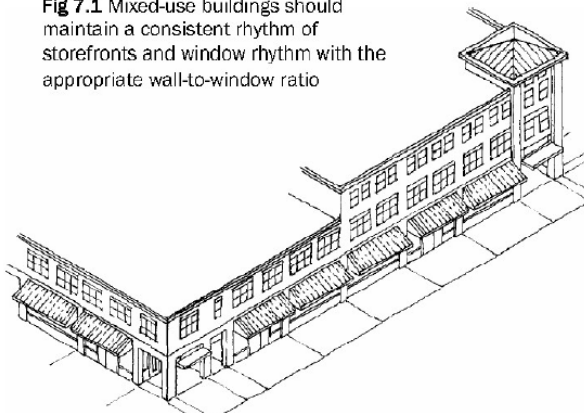 Fig 7.1 Mixed-use buildings should
maintain a consistent rhythm of
storefronts and window rhythm with the
appropriate wall-to-window ratio